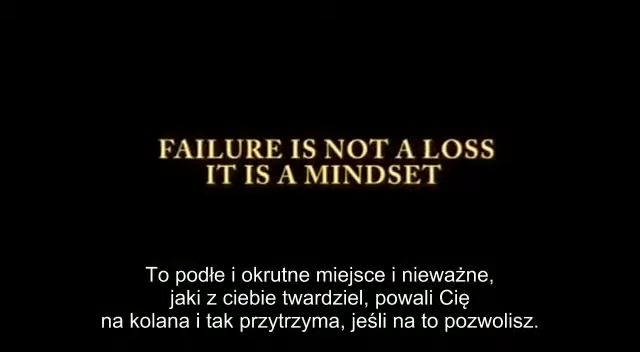 FAILURE IS NOT A LOSS
IT IS A MINDSET
To podłe i okrutne miejsce i nieważne,
jaki z ciebie twardziel, powali Cię
na kolana i tak przytrzyma, jeśli na to pozwolisz.